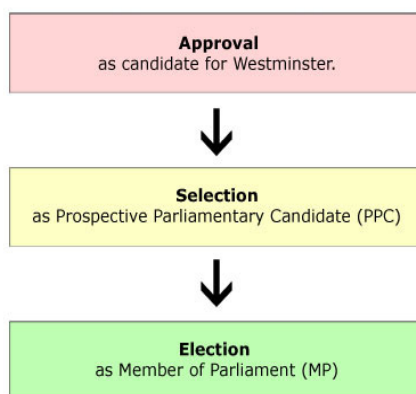 Approval
as candidate for Westminster.
Selection
as Prospective Parliamentary Candidate (PPC)
Election
as Member of Parliament (MP)